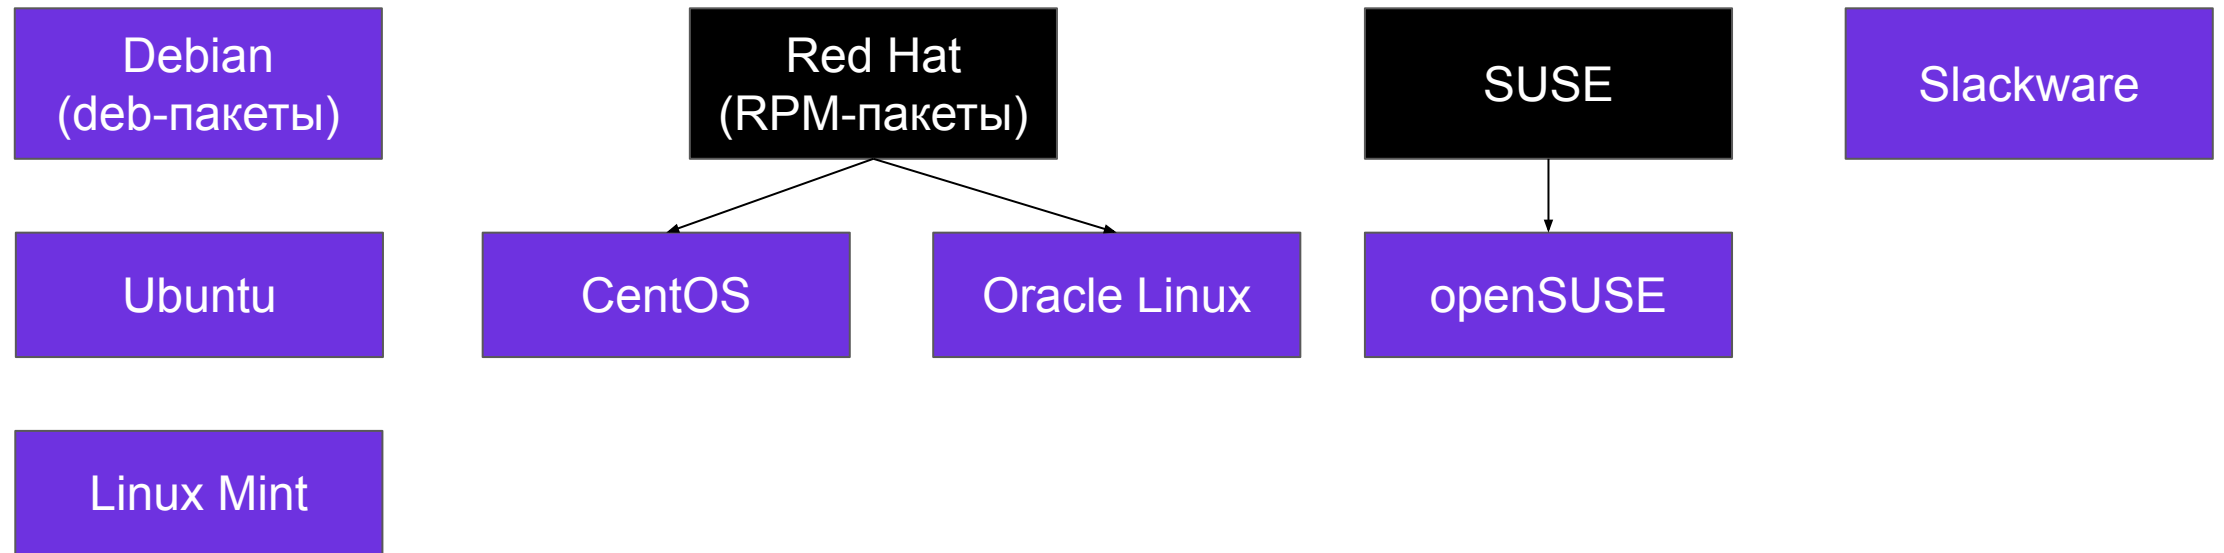 Debian
(deb-пакеты)
Red Hat
(RPM-пакеты)
SUSE
Slackware
Ubuntu
CentOS
Oracle Linux
openSUSE
Linux Mint